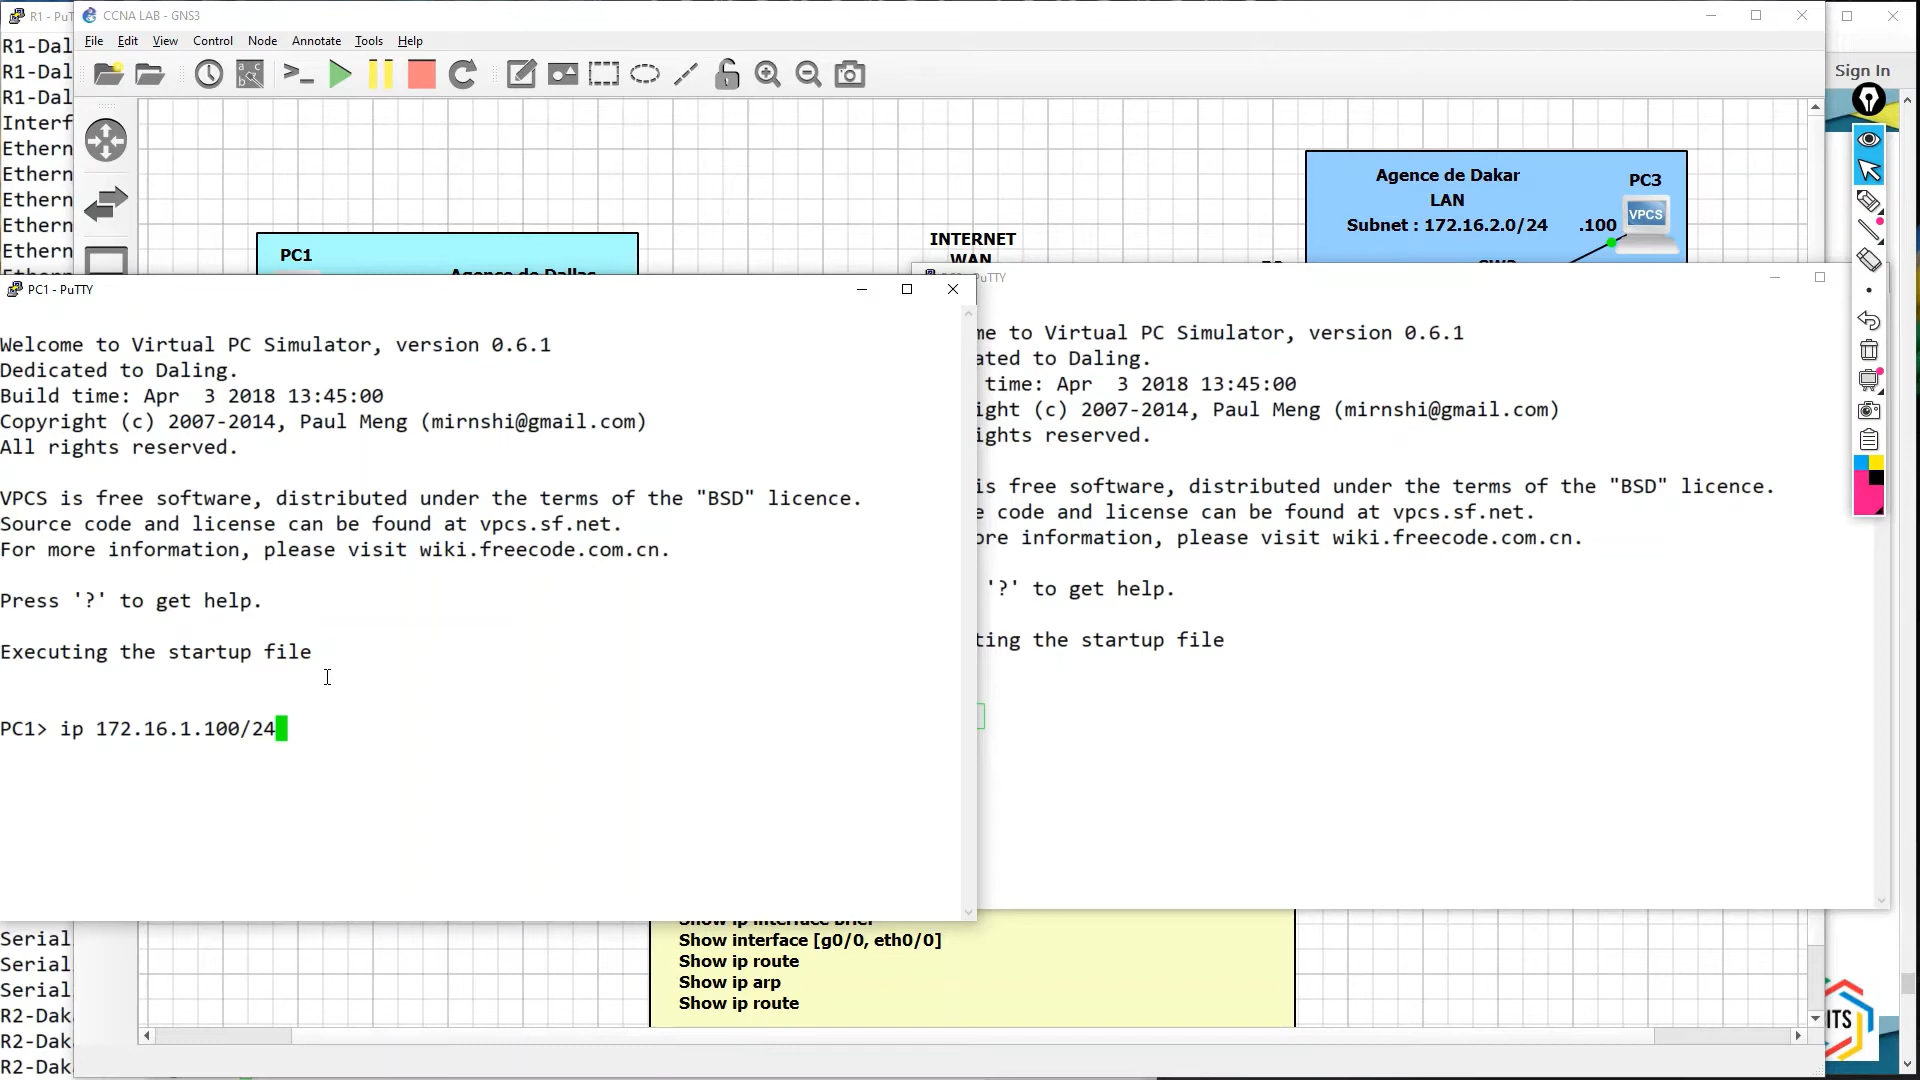 R1 - PuT
CCNA LAB - GNS3
File Edit View Control Node Annotate Tools Help
Sign In
R1-Dal
R1-Dal
R1-Dal
Interf
Ethern
Ethern
Ethern
Ethern
Ethern
Agence de Dakar
LAN
Subnet : 172.16.2.0/24
PC3
VPCS
.100
INTERNET
WAN
PC1
Agence de Dallas
PC1 - PuTTY
Welcome to Virtual PC Simulator, version 0.6.1
Dedicated to Daling.
Build time: Apr  3 2018 13:45:00
Copyright (c) 2007-2014, Paul Meng (mirnshi@gmail.com)
All rights reserved.
VPCS is free software, distributed under the terms of the "BSD" licence.
Source code and license can be found at vpcs.sf.net.
For more information, please visit wiki.freecode.com.cn.
Press '?' to get help.
Executing the startup file
PC1> ip 172.16.1.100/24
PuTTY
me to Virtual PC Simulator, version 0.6.1
ated to Daling.
time: Apr  3 2018 13:45:00
ight (c) 2007-2014, Paul Meng (mirnshi@gmail.com)
ights reserved.
is free software, distributed under the terms of the "BSD" licence.
e code and license can be found at vpcs.sf.net.
ore information, please visit wiki.freecode.com.cn.
'?' to get help.
ting the startup file
Show ip interface brief
Show interface [g0/0, eth0/0]
Show ip route
Show ip arp
Show ip route
Serial
Serial
Serial
R2-Dak
R2-Dak
R2-Dak
ITS